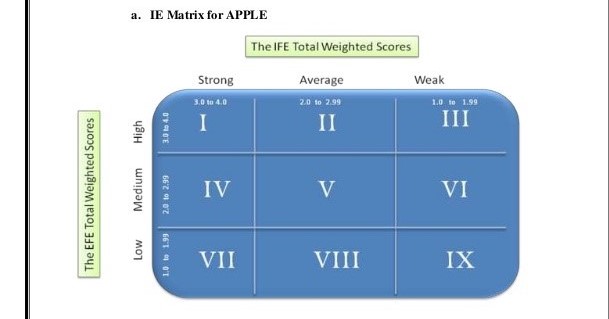 a. IE Matrix for APPLE
The IFE Total Weighted Scores
Strong Average Weak
3.0 to 4.0 2.0 to 2.99 1.0 to 1.99
The EFE Total Weighted Scores
High 3.0 to 4.0 I II III
Medium 2.0 to 2.99 IV V VI
Low 1.0 to 1.99 VII VIII IX